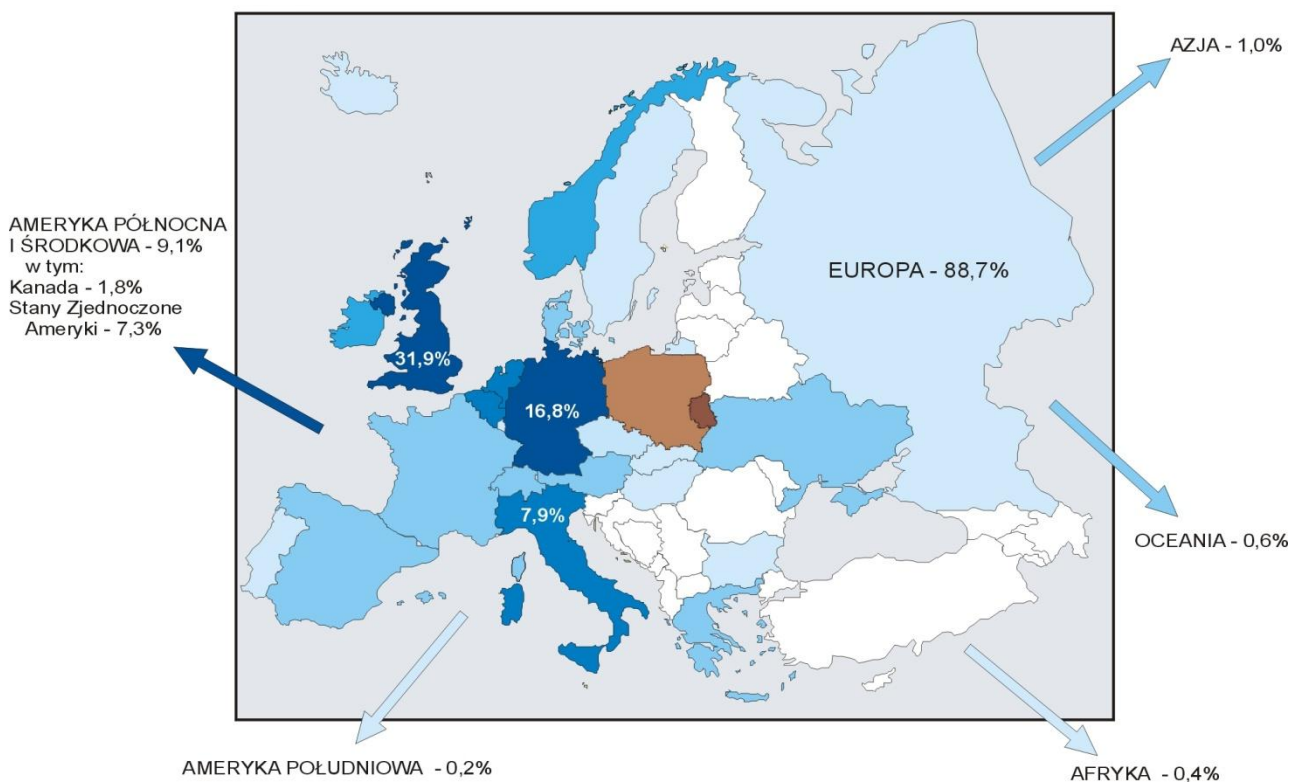 AZJA - 1,0%
AMERYKA PÓŁNOCNA
I ŚRODKOWA - 9,1%
w tym:
Kanada - 1,8%
Stany Zjednoczone
Ameryki - 7,3%
EUROPA - 88,7%
31,9%
16,8%
7,9%
OCEANIA - 0,6%
AMERYKA POŁUDNIOWA - 0,2%
AFRYKA - 0,4%